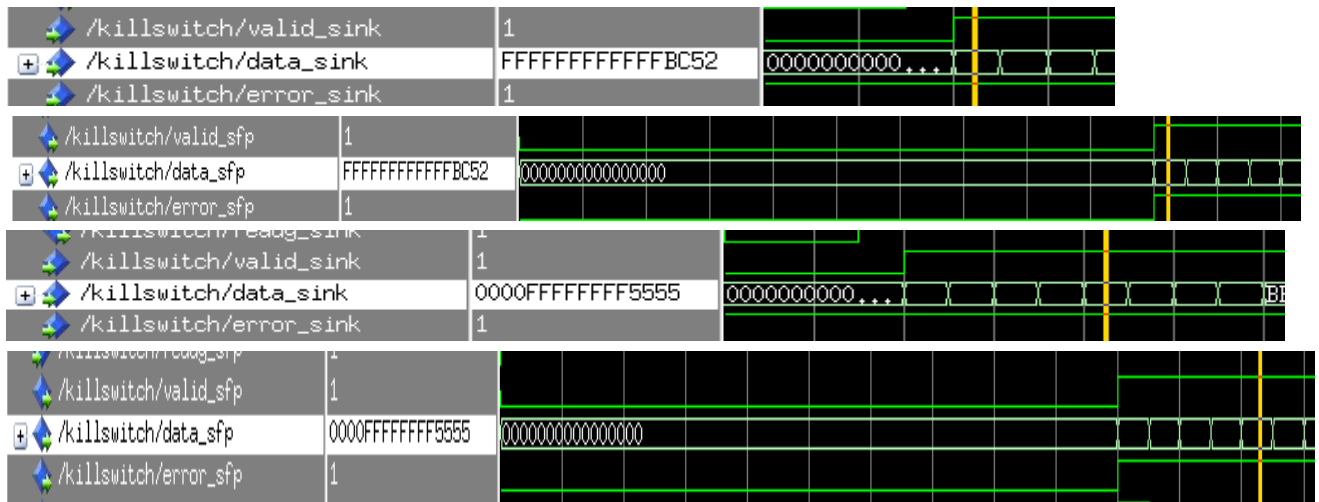 /killswitch/valid_sink 1
/killswitch/data_sink FFFFFFFFFFFFBC52 0000000000...
/killswitch/error_sink 1
/killswitch/valid_sfp 1
/killswitch/data_sfp FFFFFFFFFFFFBC52 0000000000000000
/killswitch/error_sfp 1
/killswitch/valid_sink 1
/killswitch/data_sink 0000FFFFFFFF5555 0000000000...
/killswitch/error_sink 1
/killswitch/valid_sfp 1
/killswitch/data_sfp 0000FFFFFFFF5555 0000000000000000
/killswitch/error_sfp 1